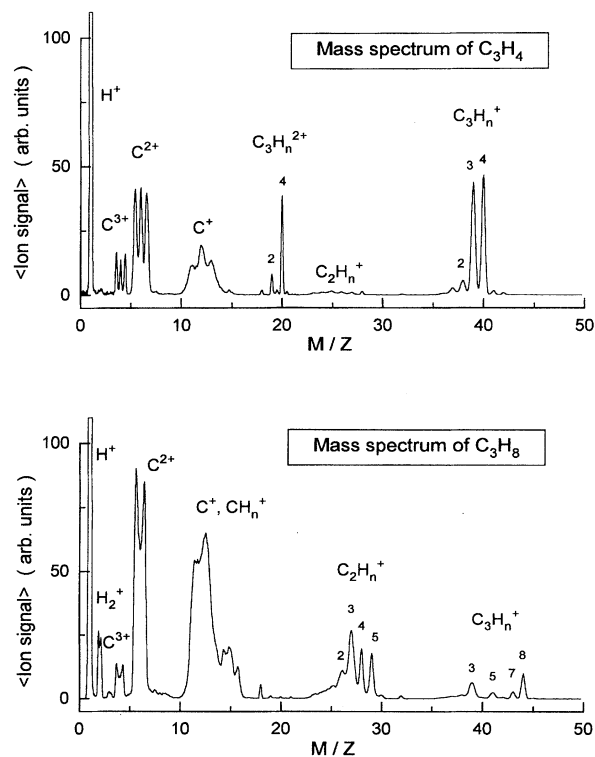 Mass spectrum of C₃H₄
<Ion signal> ( arb. units )
100
50
0
H⁺
C³⁺
C²⁺
C⁺
C₃Hₙ²⁺
2
4
C₂Hₙ⁺
C₃Hₙ⁺
2
3
4
0 10 20 30 40 50
M / Z
Mass spectrum of C₃H₈
<Ion signal> ( arb. units )
100
50
0
H⁺
H₂⁺
C³⁺
C²⁺
C⁺, CHₙ⁺
C₂Hₙ⁺
2
3
4
5
C₃Hₙ⁺
3
5
7
8
0 10 20 30 40 50
M / Z